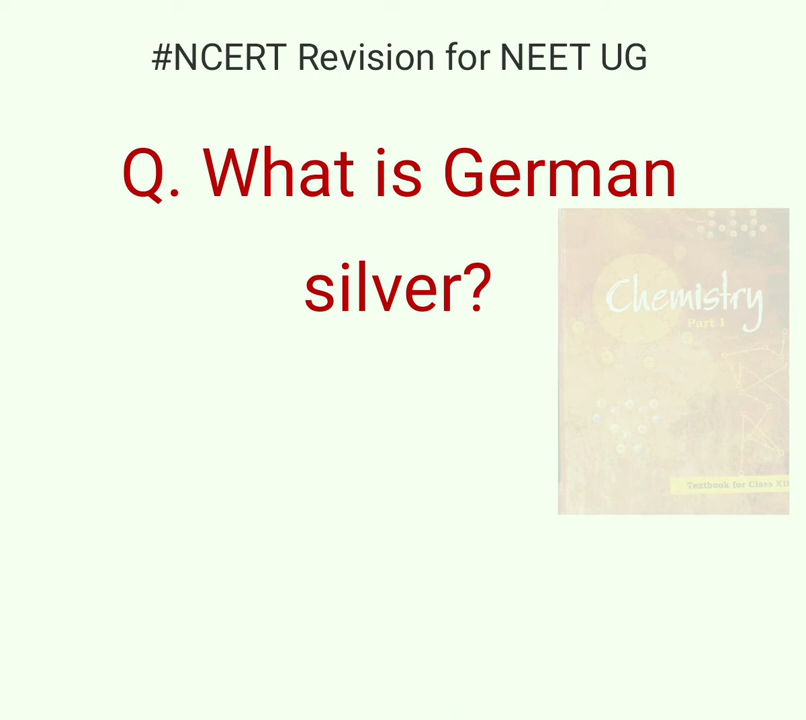 #NCERT Revision for NEET UG
Q. What is German
silver?
Chemistry
Part I
Textbook for Class XII